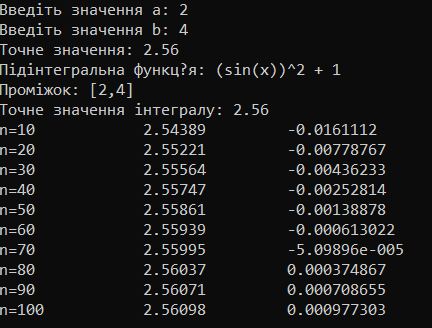 Введіть значення a: 2
Введіть значення b: 4
Точне значення: 2.56
Підінтегральна функц?я: (sin(x))^2 + 1
Проміжок: [2,4]
Точне значення інтегралу: 2.56
n=10 2.54389 -0.0161112
n=20 2.55221 -0.00778767
n=30 2.55564 -0.00436233
n=40 2.55747 -0.00252814
n=50 2.55861 -0.00138878
n=60 2.55939 -0.000613022
n=70 2.55995 -5.09896e-005
n=80 2.56037 0.000374867
n=90 2.56071 0.000708655
n=100 2.56098 0.000977303